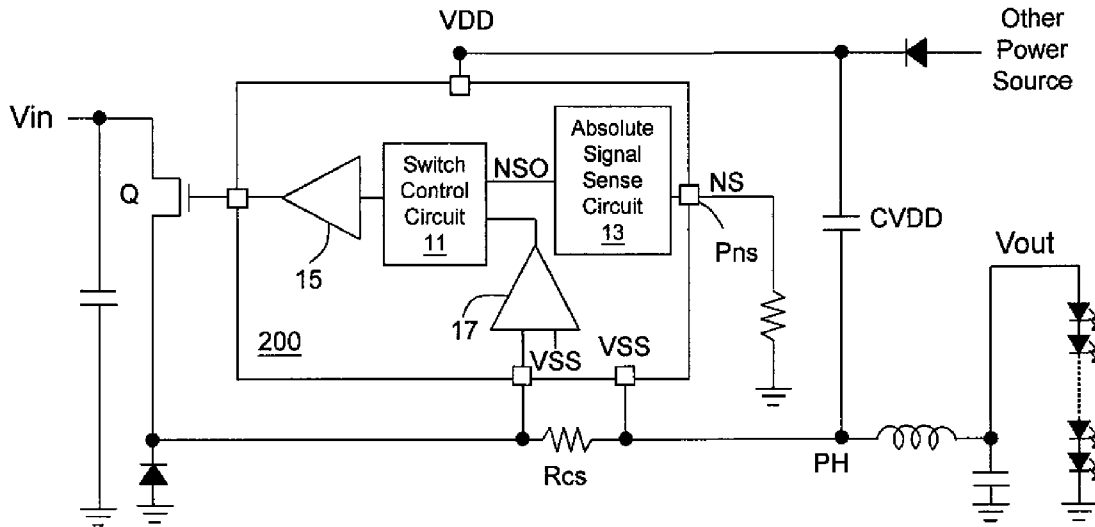 VDD
Other
Power
Source
Vin
Absolute
Signal
Sense
Circuit
13
Switch
Control
Circuit
11
NSO
NS
Q
Pns
CVDD
15
Vout
17
200
VSS
VSS
Rcs
PH